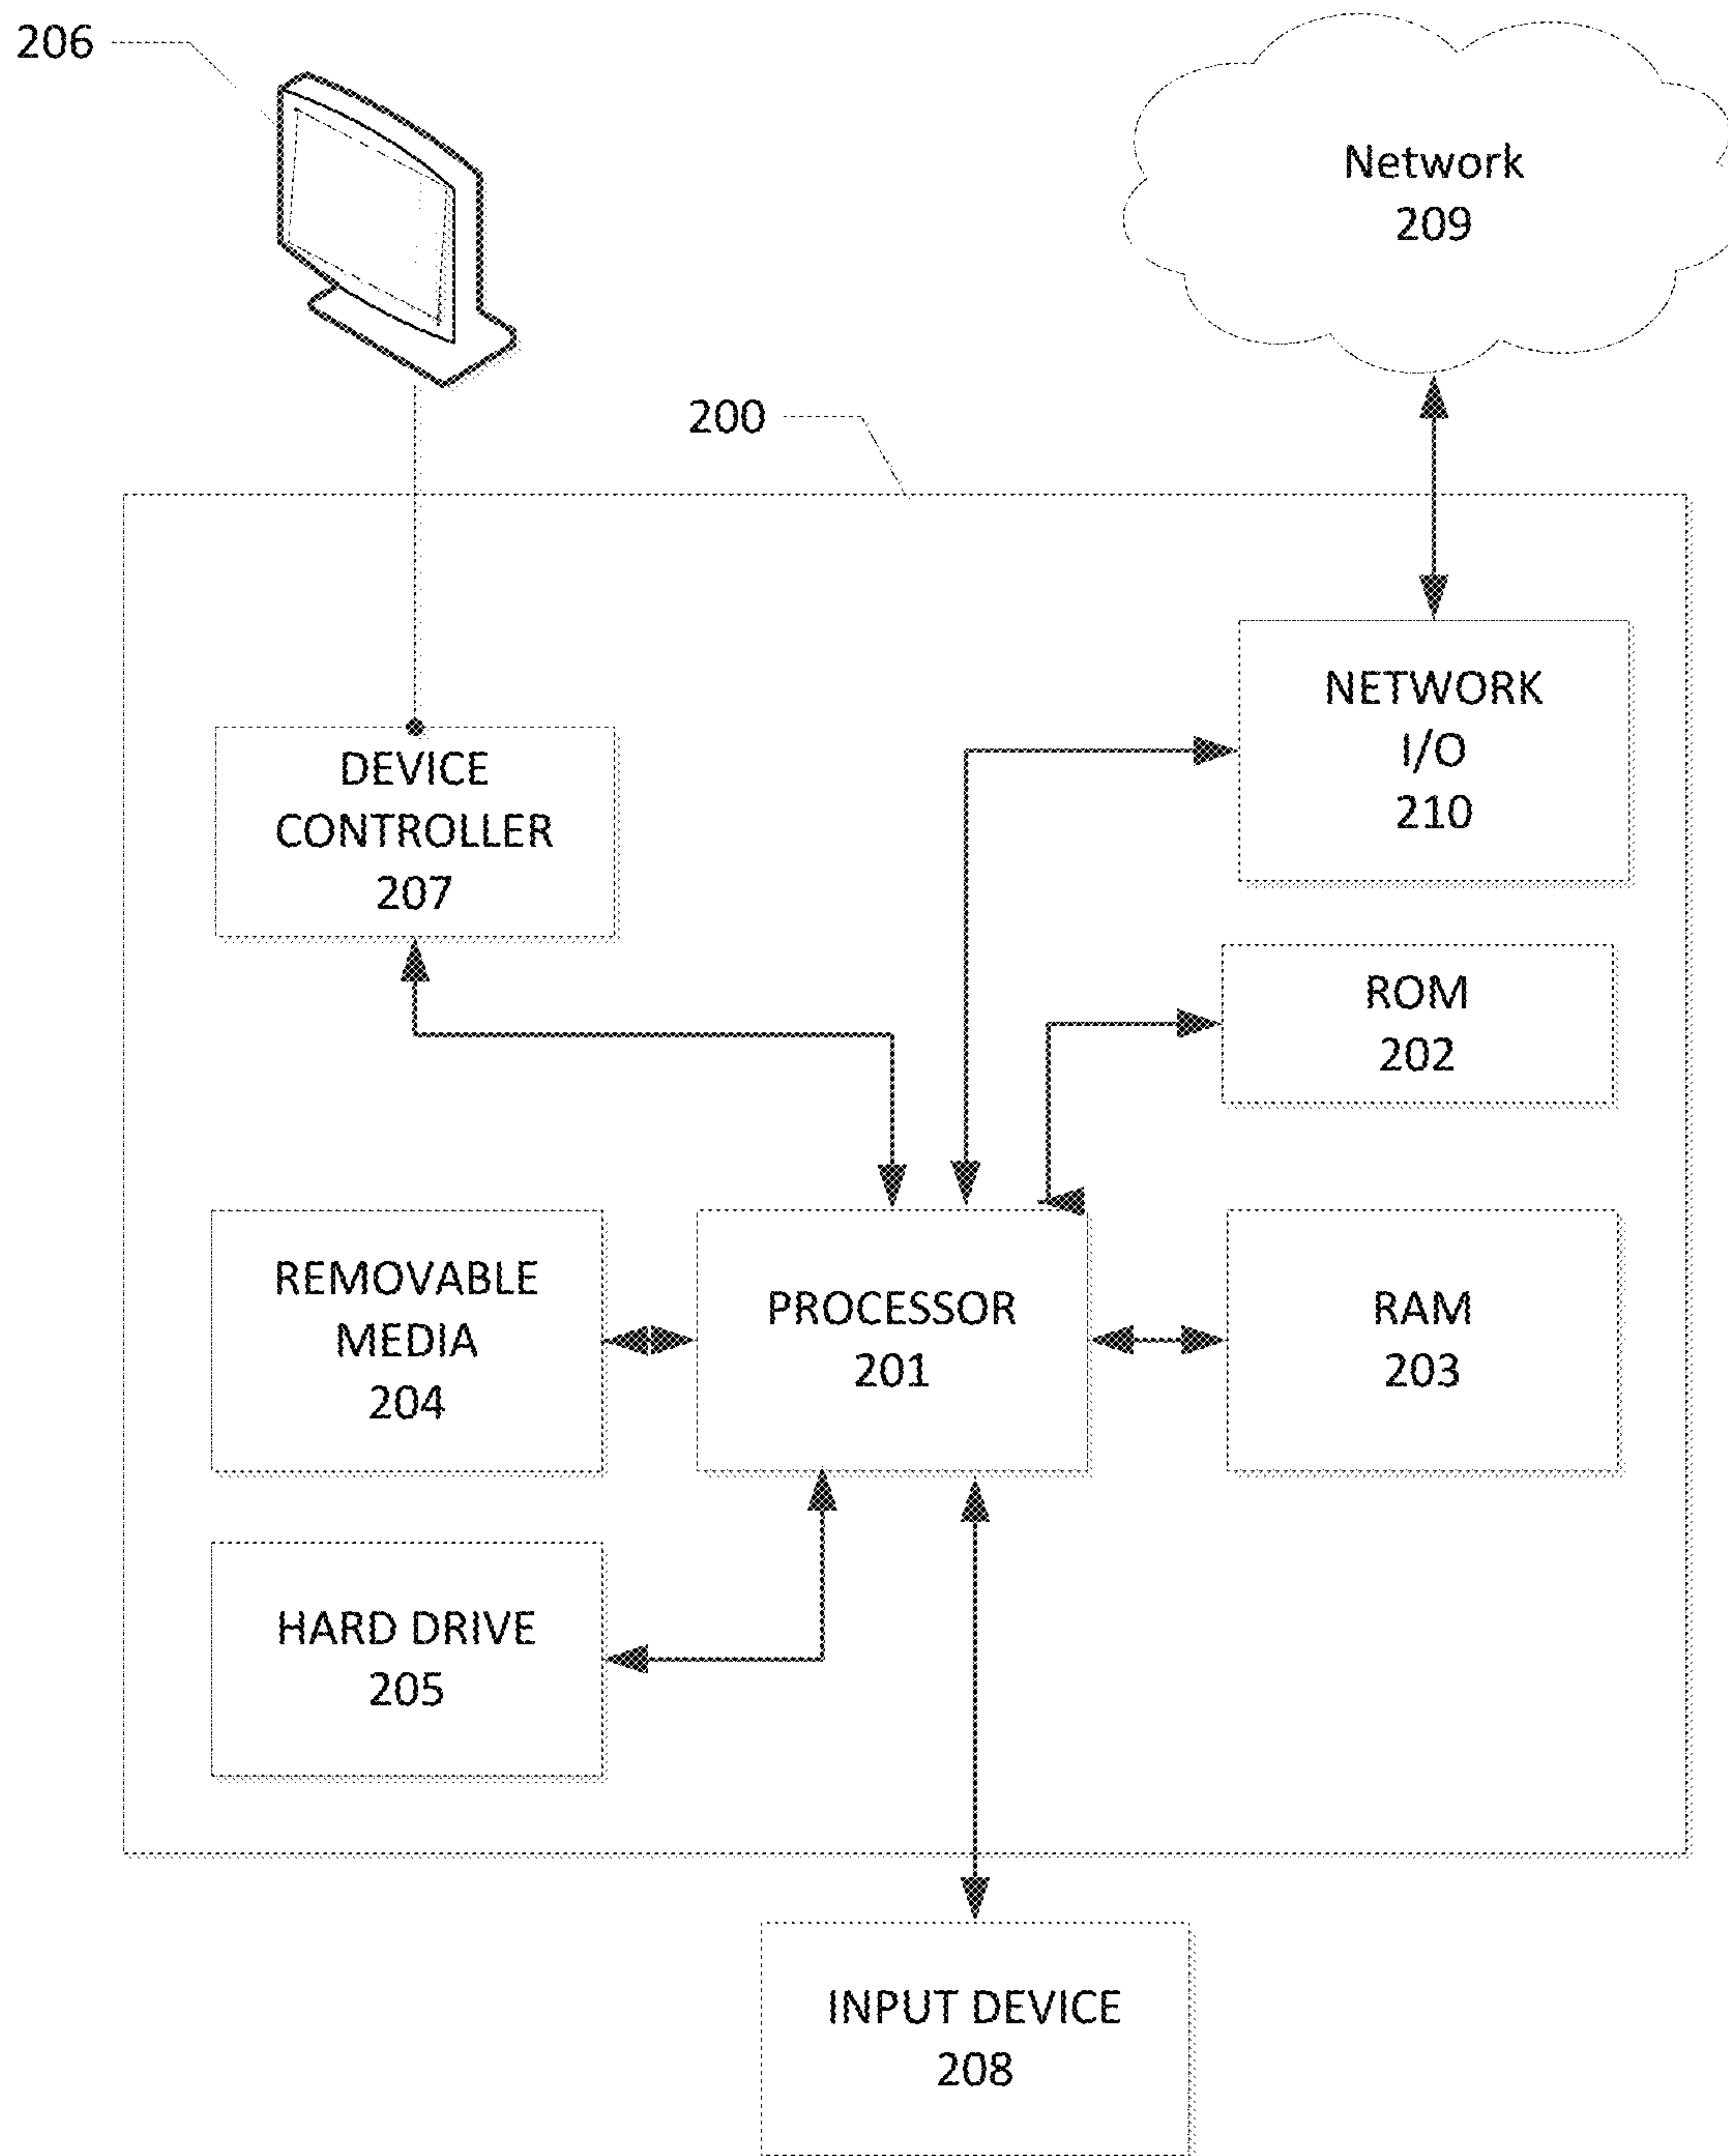 206
Network
209
200
NETWORK
I/O
210
DEVICE
CONTROLLER
207
ROM
202
REMOVABLE
MEDIA
204
PROCESSOR
201
RAM
203
HARD DRIVE
205
INPUT DEVICE
208